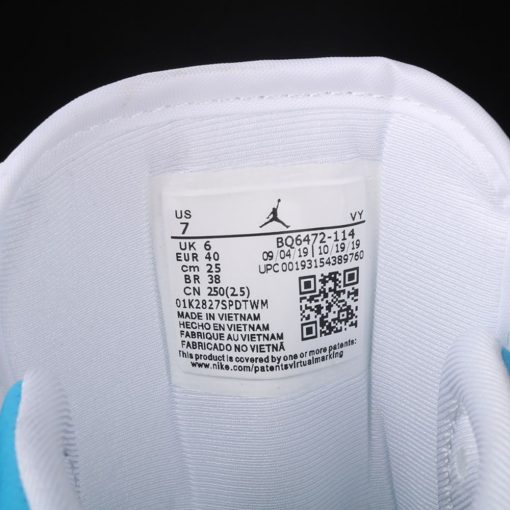 US VY
7
UK 6 BQ6472-114
EUR 40 09/04/19 | 10/19/19
cm 25 UPC 00193154389760
BR 38
CN 250(2.5)
01K2827SPDTWM
MADE IN VIETNAM
HECHO EN VIETNAM
FABRIQUE AU VIETNAM
FABRICADO NO VIETNÃ
This product is covered by one or more patents:
www.nike.com/patentsvirtualmarking